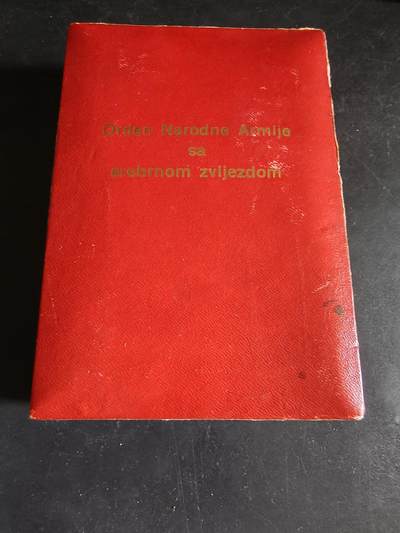 Orden Narodne Armije
sa
srebrnom zvijezdom